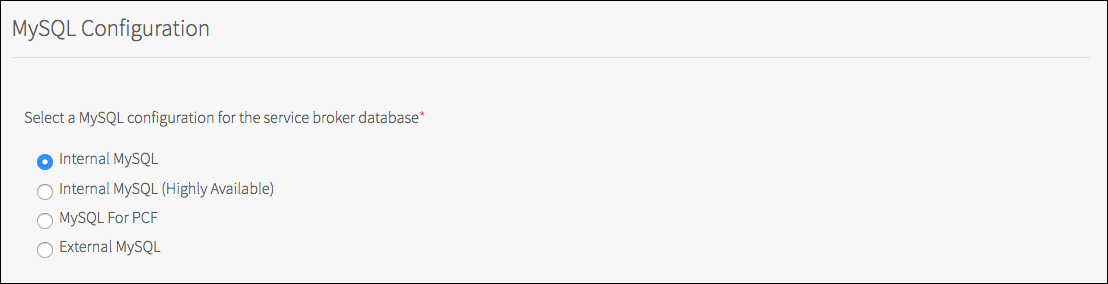 MySQL Configuration
Select a MySQL configuration for the service broker database*
Internal MySQL
Internal MySQL (Highly Available)
MySQL For PCF
External MySQL